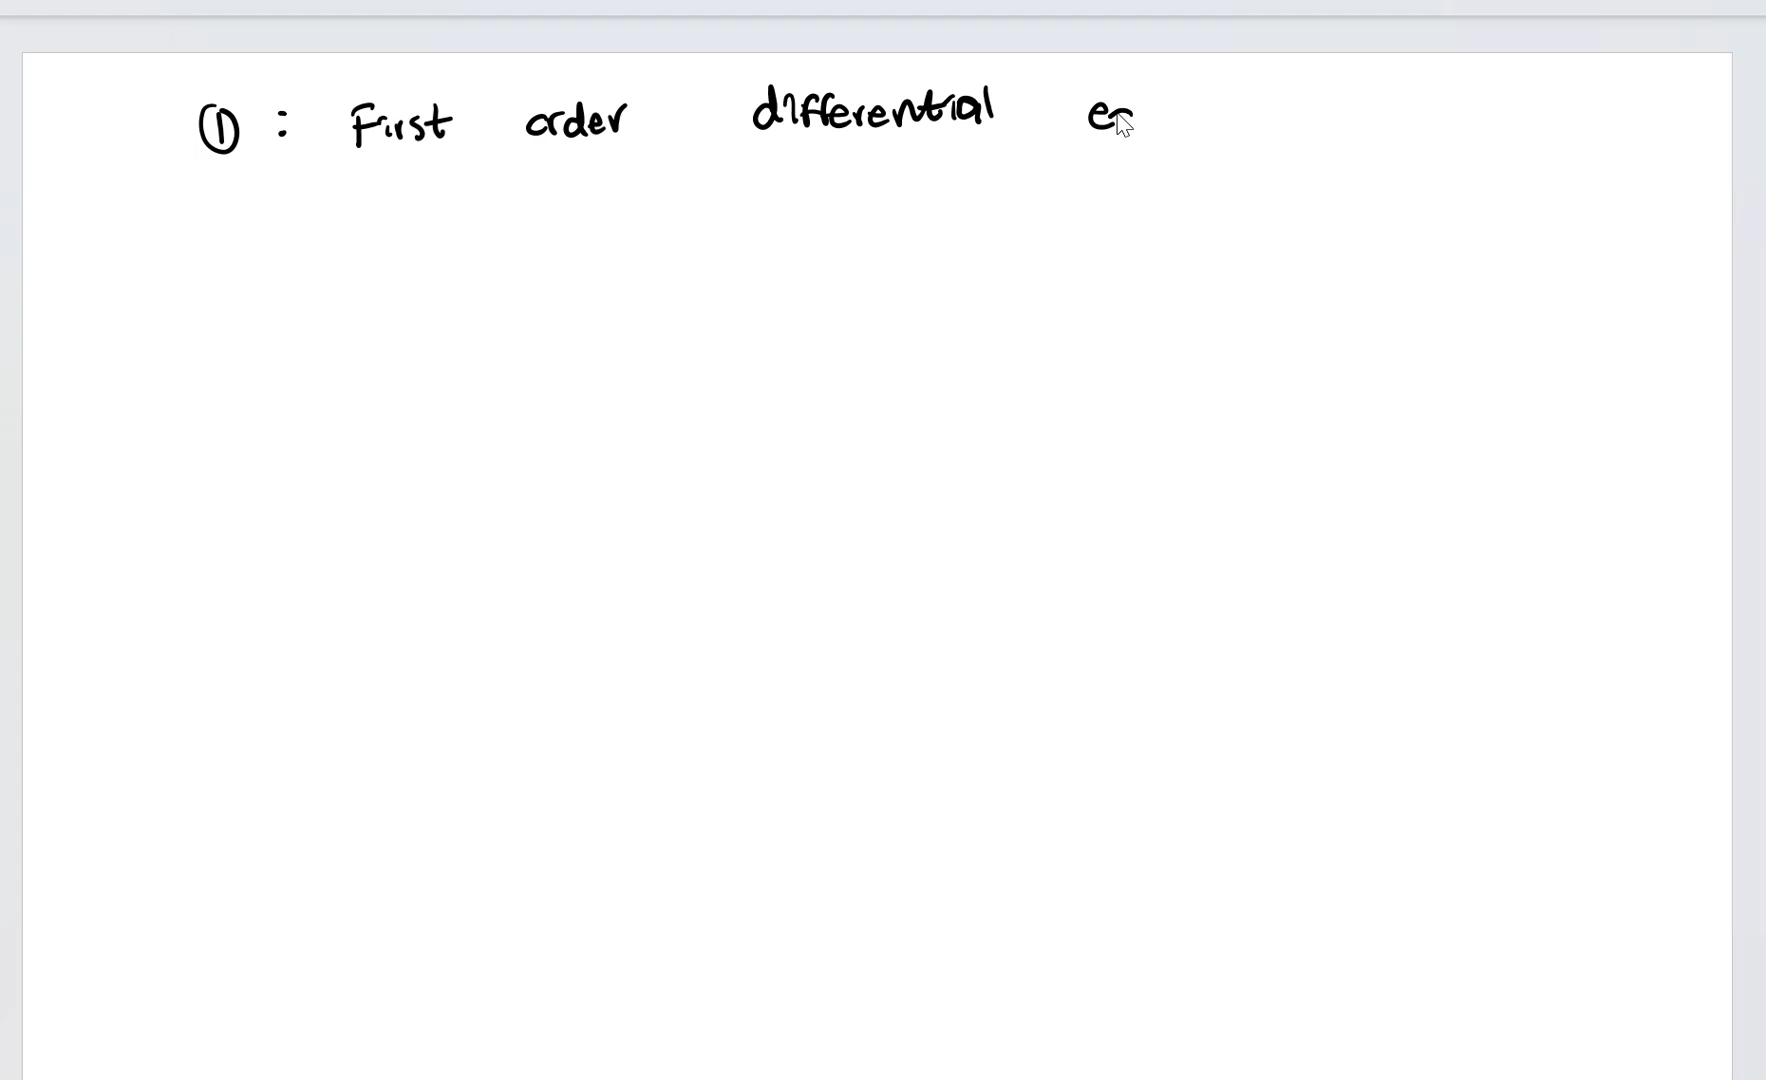 ① : First order differential e